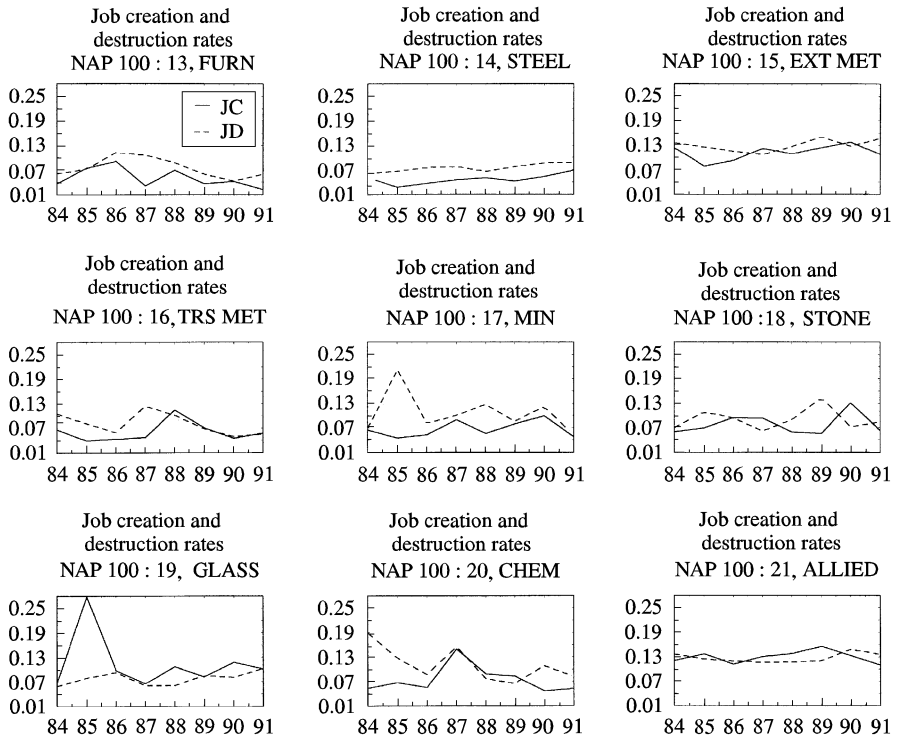 Job creation and
destruction rates
NAP 100 : 13, FURN
0.25
0.19
0.13
0.07
0.01
84 85 86 87 88 89 90 91
JC
JD
Job creation and
destruction rates
NAP 100 : 14, STEEL
0.25
0.19
0.13
0.07
0.01
84 85 86 87 88 89 90 91
Job creation and
destruction rates
NAP 100 : 15, EXT MET
0.25
0.19
0.13
0.07
0.01
84 85 86 87 88 89 90 91
Job creation and
destruction rates
NAP 100 : 16, TRS MET
0.25
0.19
0.13
0.07
0.01
84 85 86 87 88 89 90 91
Job creation and
destruction rates
NAP 100 : 17, MIN
0.25
0.19
0.13
0.07
0.01
84 85 86 87 88 89 90 91
Job creation and
destruction rates
NAP 100 :18 , STONE
0.25
0.19
0.13
0.07
0.01
84 85 86 87 88 89 90 91
Job creation and
destruction rates
NAP 100 : 19, GLASS
0.25
0.19
0.13
0.07
0.01
84 85 86 87 88 89 90 91
Job creation and
destruction rates
NAP 100 : 20, CHEM
0.25
0.19
0.13
0.07
0.01
84 85 86 87 88 89 90 91
Job creation and
destruction rates
NAP 100 : 21, ALLIED
0.25
0.19
0.13
0.07
0.01
84 85 86 87 88 89 90 91